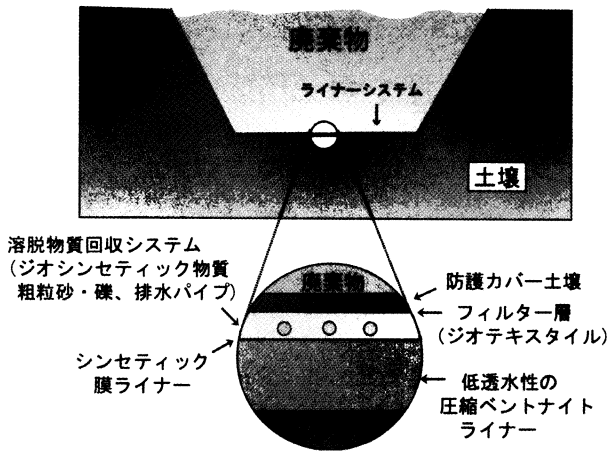 廃棄物
ライナーシステム
土壌
溶脱物質回収システム
(ジオシンセティック物質
粗粒砂・礫、排水パイプ)
シンセティック
膜ライナー
廃棄物
防護カバー土壌
フィルター層
(ジオテキスタイル)
低透水性の
圧縮ベントナイト
ライナー